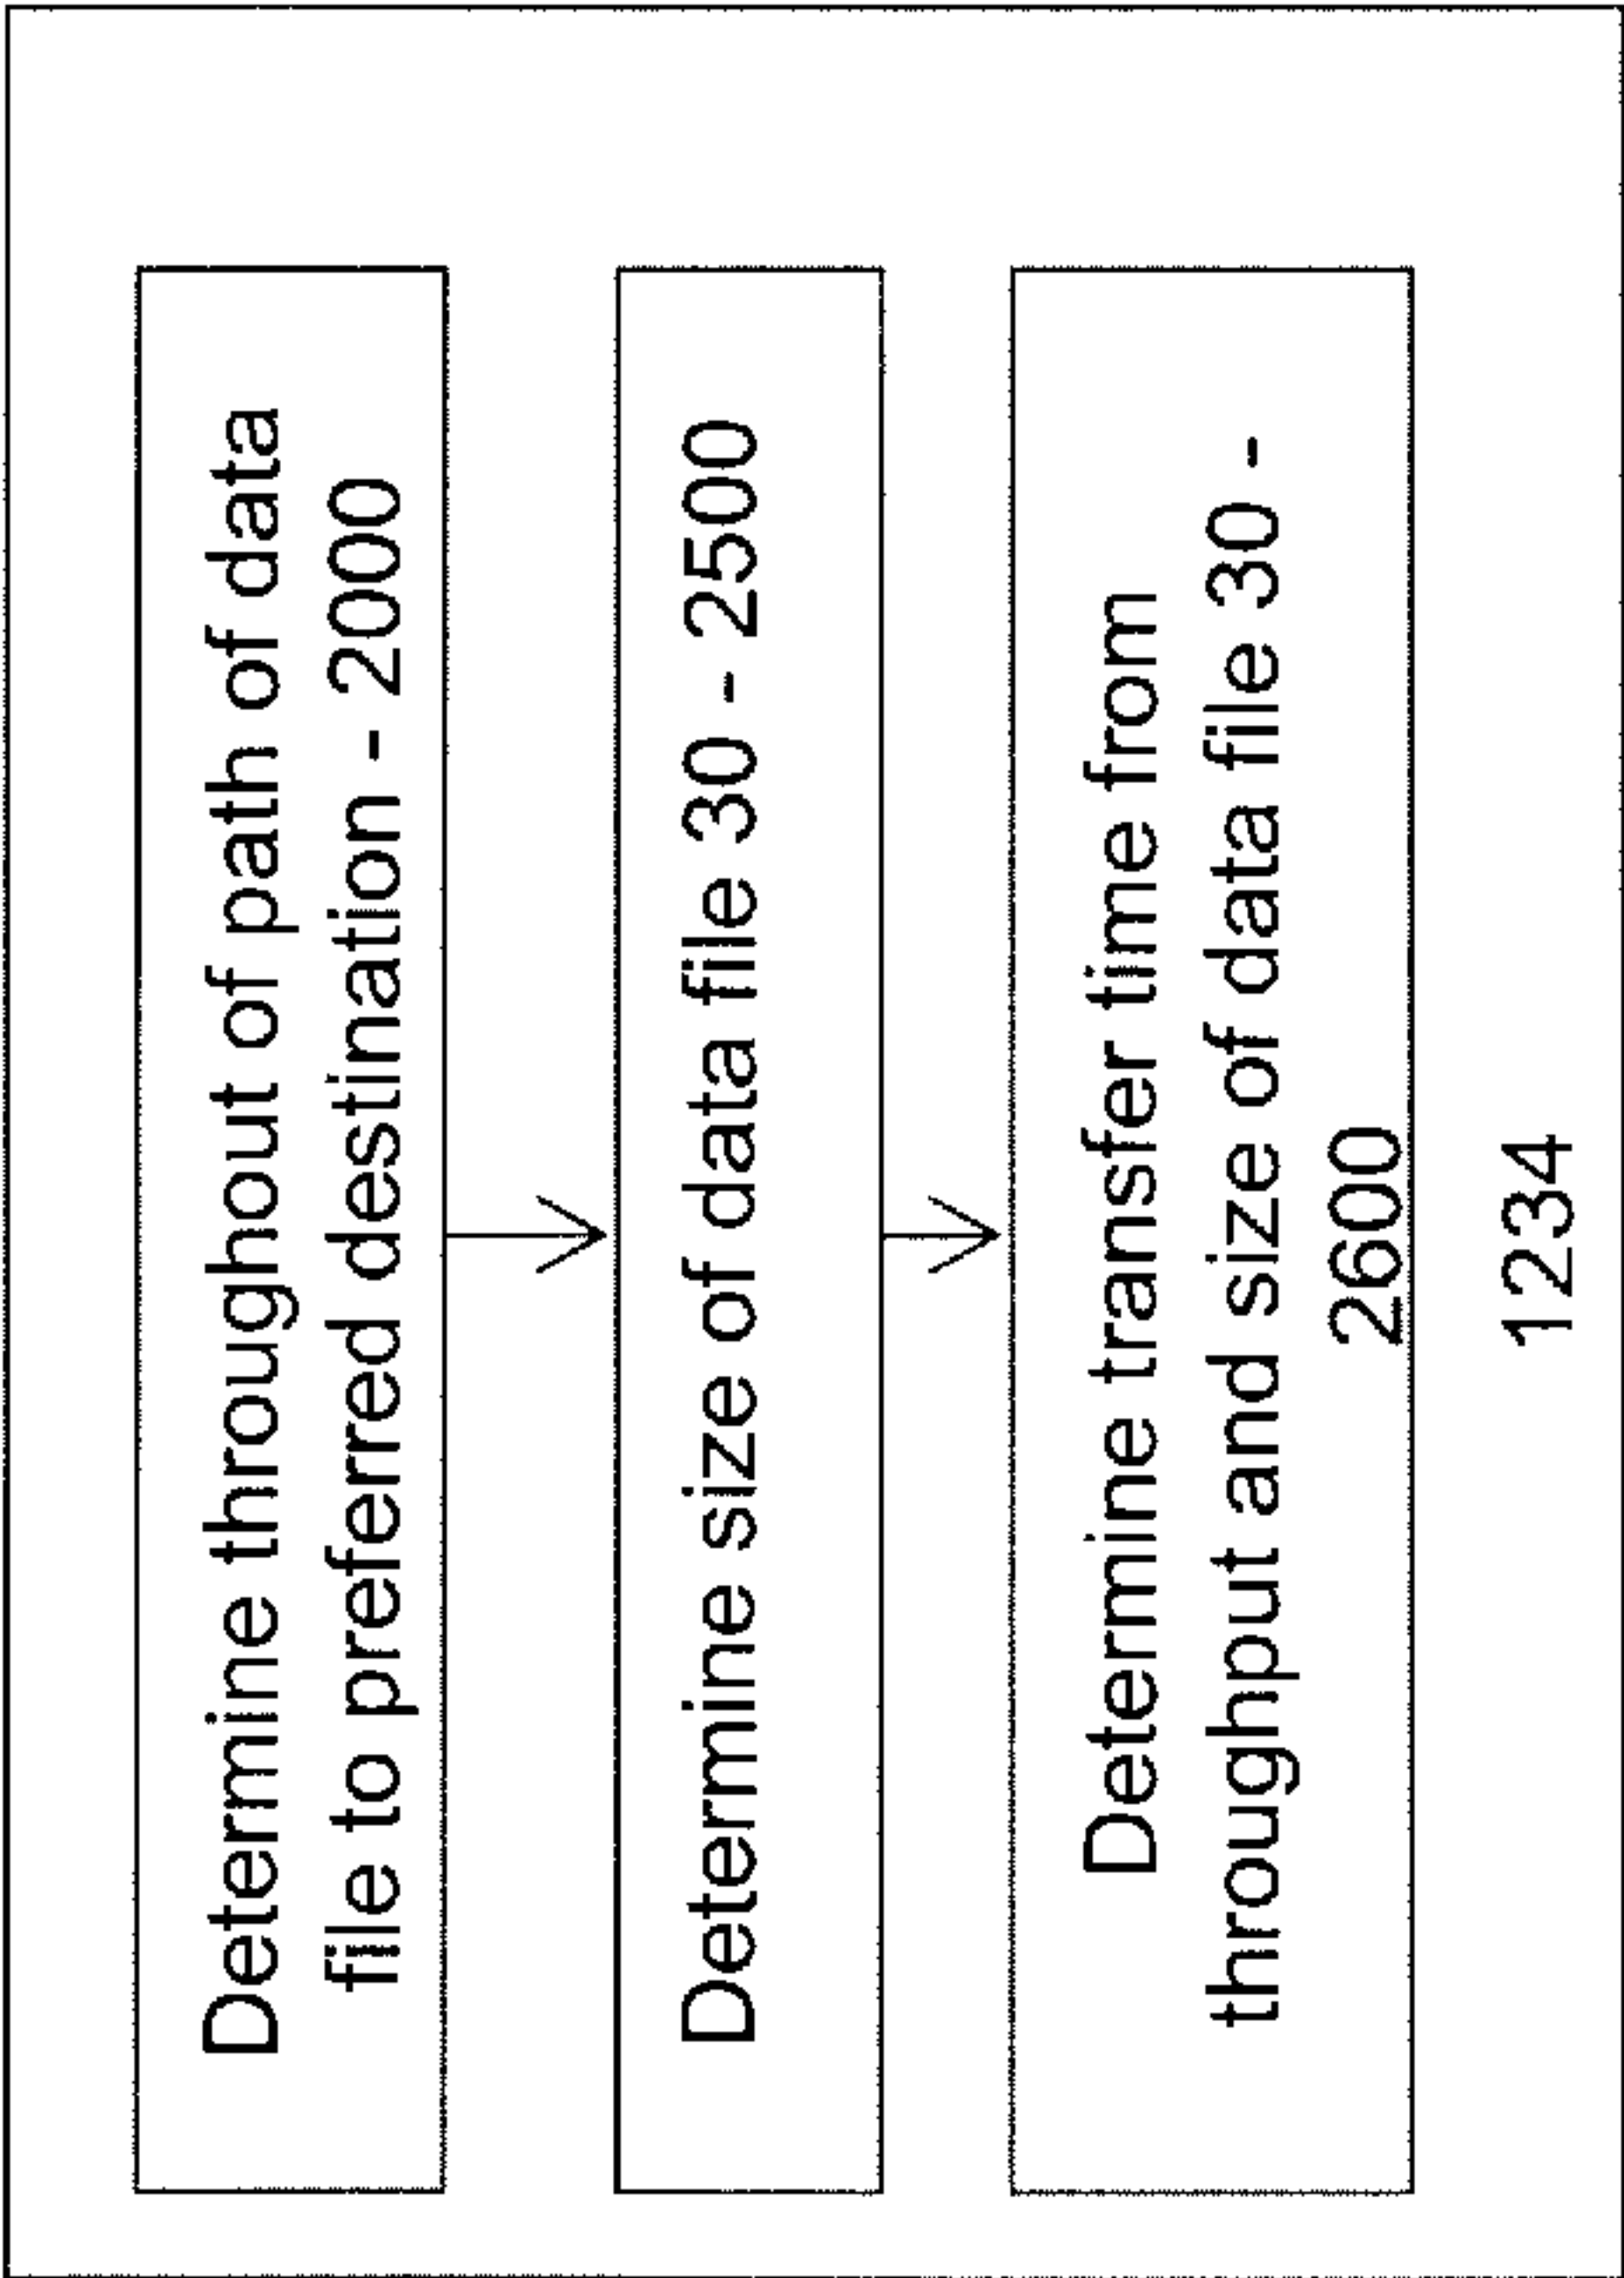 Determine throughout of path of data
file to preferred destination - 2000
Determine size of data file 30 - 2500
Determine transfer time from
throughput and size of data file 30 -
2600
1234